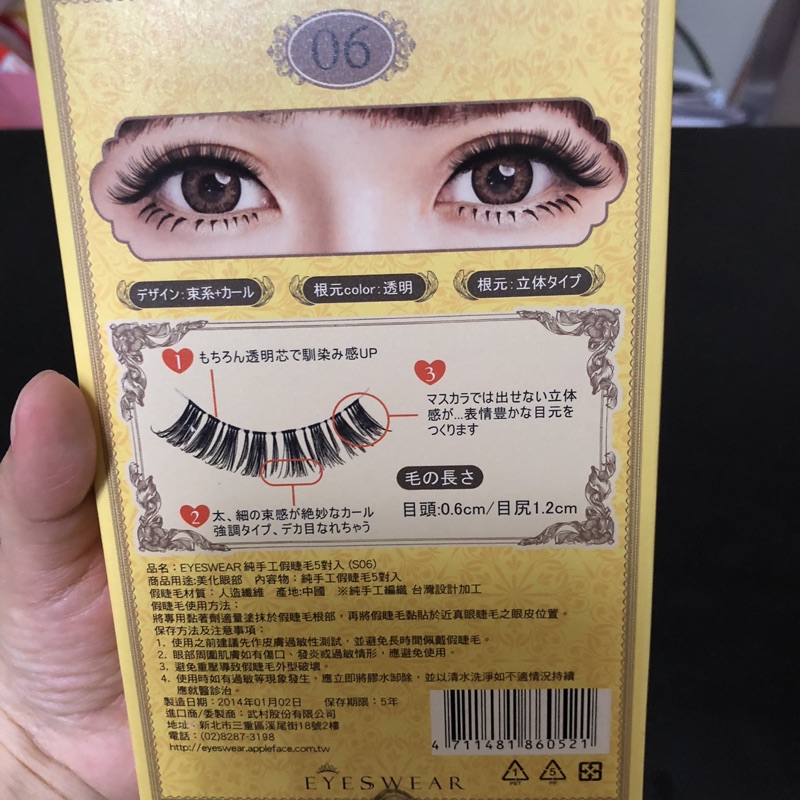 06
デザイン:束系+カール
根元color:透明
根元:立体タイプ
1 もちろん透明芯で馴染み感UP
3
マスカラでは出せない立体
感が...表情豊かな目元を
つくります
毛の長さ
目頭:0.6cm/目尻1.2cm
2 太、細の束感が絶妙なカール
強調タイプ、デカ目なれちゃう
品名:EYESWEAR 純手工假睫毛5對入 (S06)
商品用途:美化眼部 內容物:純手工假睫毛5對入
假睫毛材質:人造纖維 產地:中國 ※純手工編織 台灣設計加工
假睫毛使用方法:
將專用黏著劑適量塗抹於假睫毛根部,再將假睫毛黏貼於近真眼睫毛之眼皮位置。
保存方法及注意事項:
1. 使用之前建議先作皮膚過敏性測試,並避免長時間佩戴假睫毛。
2. 眼部周圍肌膚如有傷口、發炎或過敏情形,應避免使用。
3. 避免重壓導致假睫毛外型破壞。
4. 使用時如有過敏等現象發生,應立即將膠水卸除,並以清水洗淨如不適情況持續
應就醫診治。
製造日期:2014年01月02日 保存期限:5年
進口商/委製商:武村股份有限公司
地址:新北市三重區溪尾街18號2樓
電話:(02)8287-3198
http://eyeswear.appleface.com.tw
4 711481 860521
1 PET
5 PP
EYESWEAR